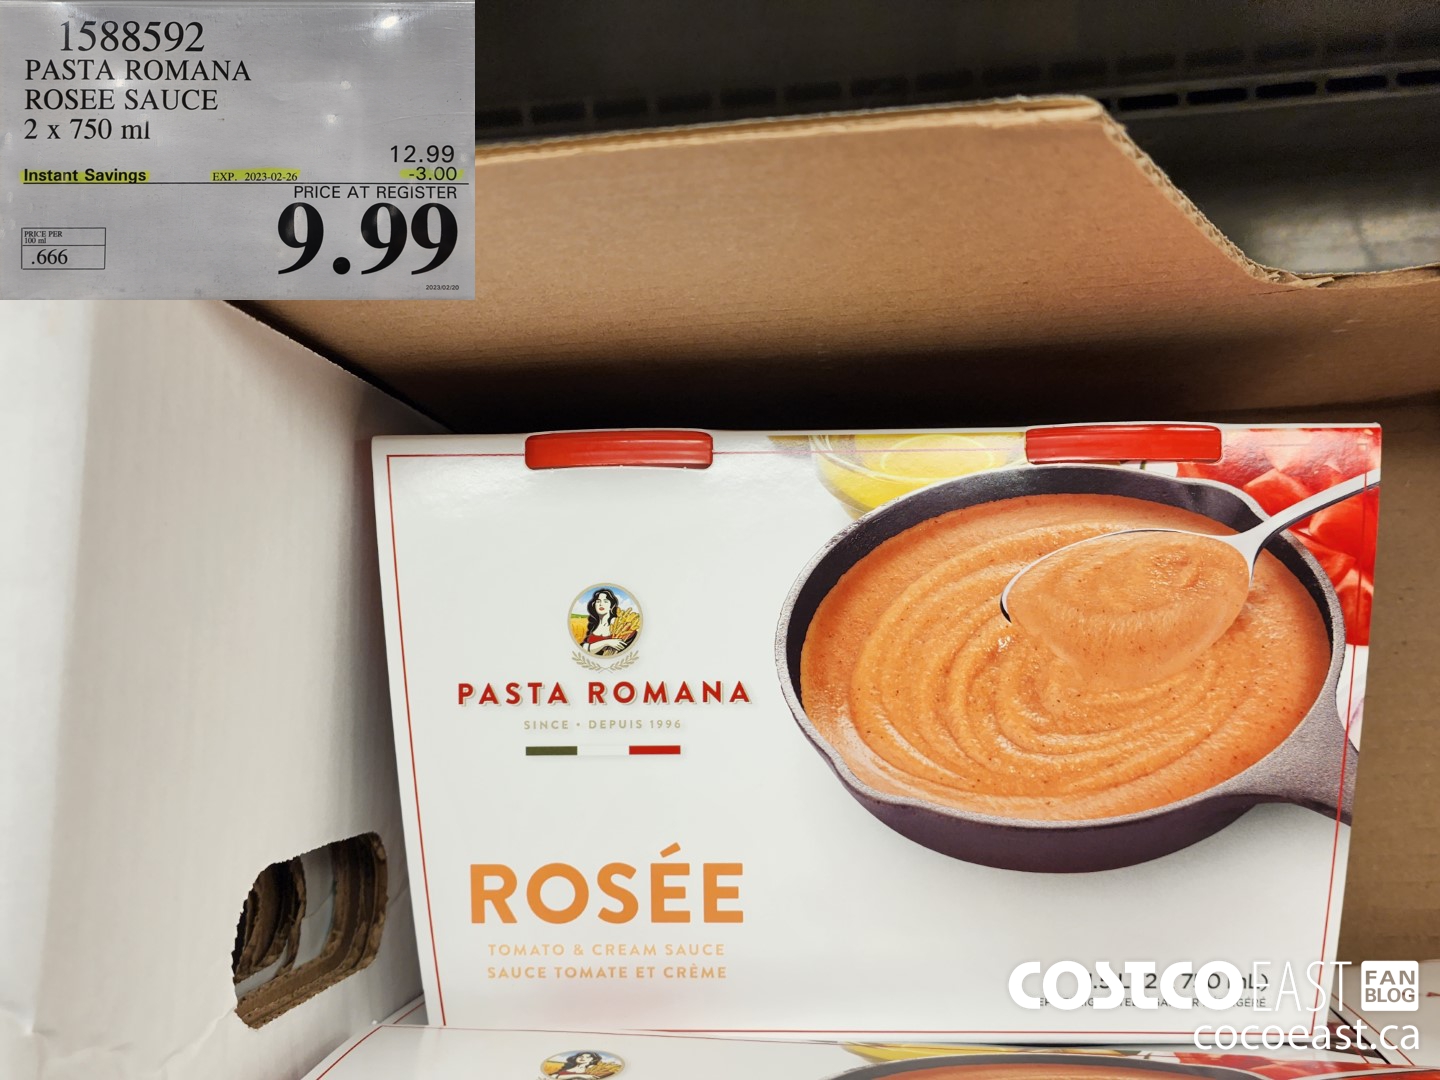 1588592
PASTA ROMANA
ROSEE SAUCE
2 x 750 ml
12.99
Instant Savings EXP. 2023-02-26 -3.00
PRICE AT REGISTER
9.99
PRICE PER
100 ml
.666
2023/02/20
PASTA ROMANA
SINCE • DEPUIS 1996
ROSÉE
TOMATO & CREAM SAUCE
SAUCE TOMATE ET CRÈME
COSTCO EAST FAN
BLOG
cocoeast.ca